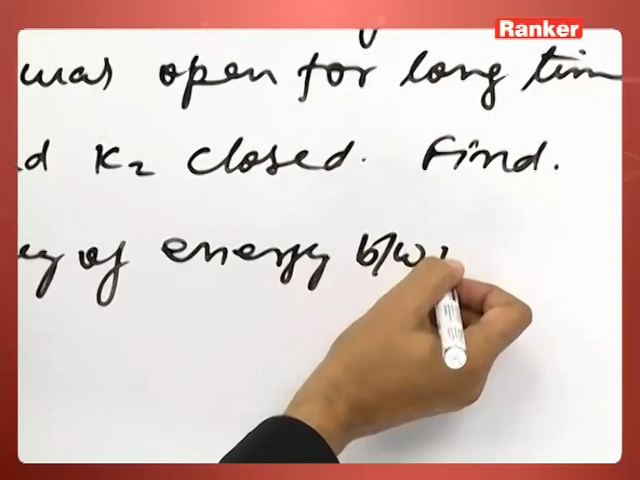 Ranker
was open for long tim
d K2 closed. Find.
of energy b/w